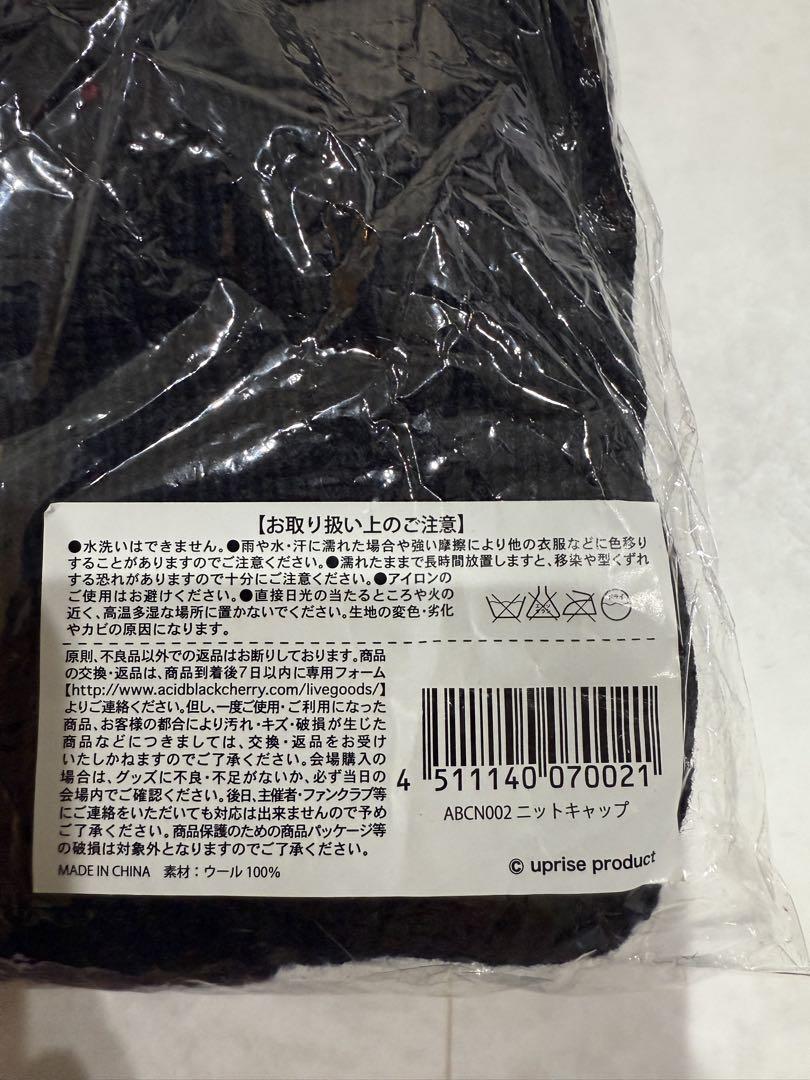 【お取り扱い上のご注意】
●水洗いはできません。●雨や水・汗に濡れた場合や強い摩擦により他の衣服などに色移り
することがありますのでご注意ください。●濡れたままで長時間放置しますと、移染や型くずれ
する恐れがありますので十分にご注意ください。●アイロンの
ご使用はお避けください。●直接日光の当たるところや火の
近く、高温多湿な場所に置かないでください。生地の変色・劣化
やカビの原因になります。
ドライ
原則、不良品以外での返品はお断りしております。商品
の交換・返品は、商品到着後7日以内に専用フォーム
【http://www.acidblackcherry.com/livegoods/】
よりご連絡ください。但し、一度ご使用・ご利用になった
商品、お客様の都合により汚れ・キズ・破損が生じた
商品などにつきましては、交換・返品をお受け
いたしかねますのでご了承ください。会場購入の
場合は、グッズに不良・不足がないか、必ず当日の
会場内でご確認ください。後日、主催者・ファンクラブ等
にご連絡をいただいても対応は出来ませんので予め
ご了承ください。商品保護のための商品パッケージ等
の破損は対象外となりますのでご了承ください。
MADE IN CHINA 素材：ウール 100%
4 511140 070021
ABCN002 ニットキャップ
© uprise product